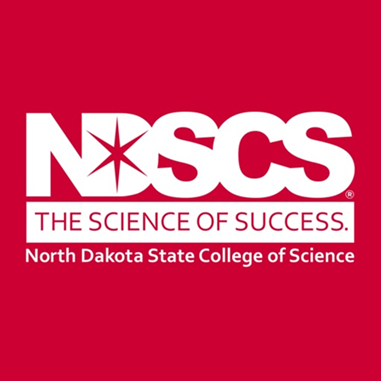 NDSCS®
THE SCIENCE OF SUCCESS.
North Dakota State College of Science